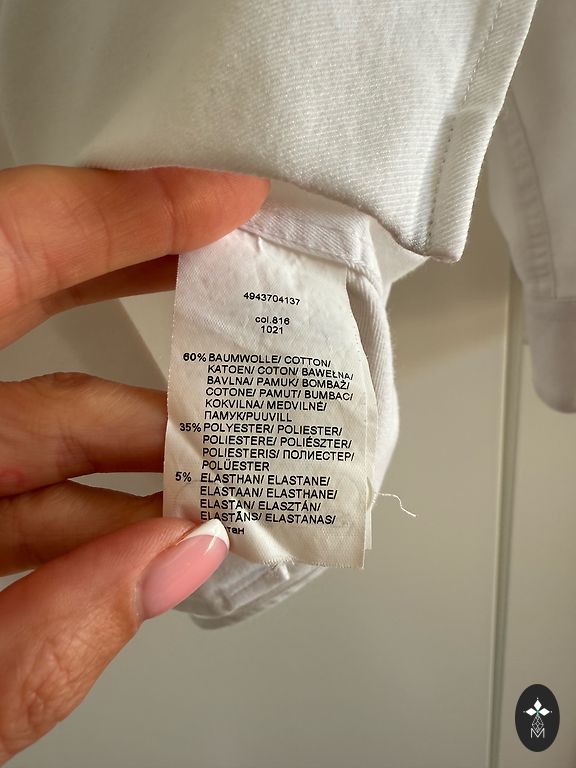 4943704137
col.816
1021
60% BAUMWOLLE/ COTTON/
KATOEN/ COTON/ BAWEŁNA/
BAVLNA/ PAMUK/ BOMBAŽ/
COTONE/ PAMUT/ BUMBAC/
KOKVILNA/ MEDVILNĖ/
ПАМУК/PUUVILL
35% POLYESTER/ POLIESTER/
POLIESTERE/ POLIÉSZTER/
POLIESTERIS/ ПОЛИЕСТЕР/
POLÜESTER
5% ELASTHAN/ ELASTANE/
ELASTAAN/ ELASTHANE/
ELASTAN/ ELASZTÁN/
ELASTĀNS/ ELASTANAS/
M